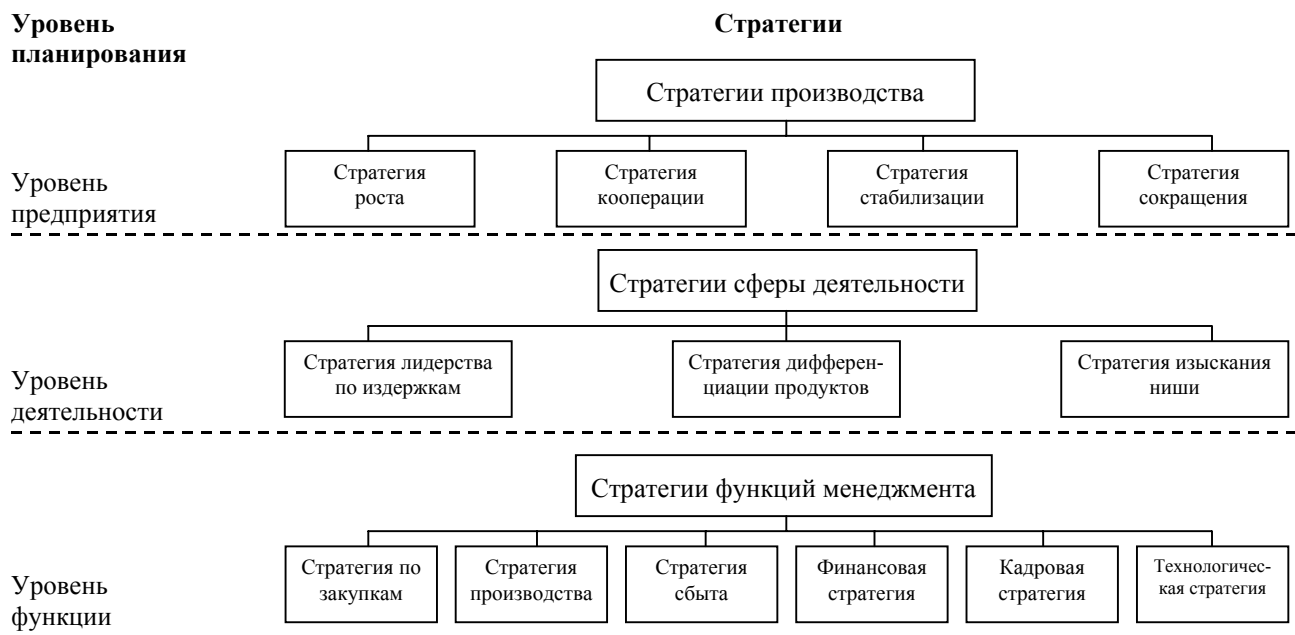 Уровень
планирования
Стратегии
Стратегии производства
Уровень
предприятия
Стратегия
роста
Стратегия
кооперации
Стратегия
стабилизации
Стратегия
сокращения
Стратегии сферы деятельности
Уровень
деятельности
Стратегия лидерства
по издержкам
Стратегия дифферен-
циации продуктов
Стратегия изыскания
ниши
Стратегии функций менеджмента
Уровень
функции
Стратегия по
закупкам
Стратегия
производства
Стратегия
сбыта
Финансовая
стратегия
Кадровая
стратегия
Технологичес-
кая стратегия